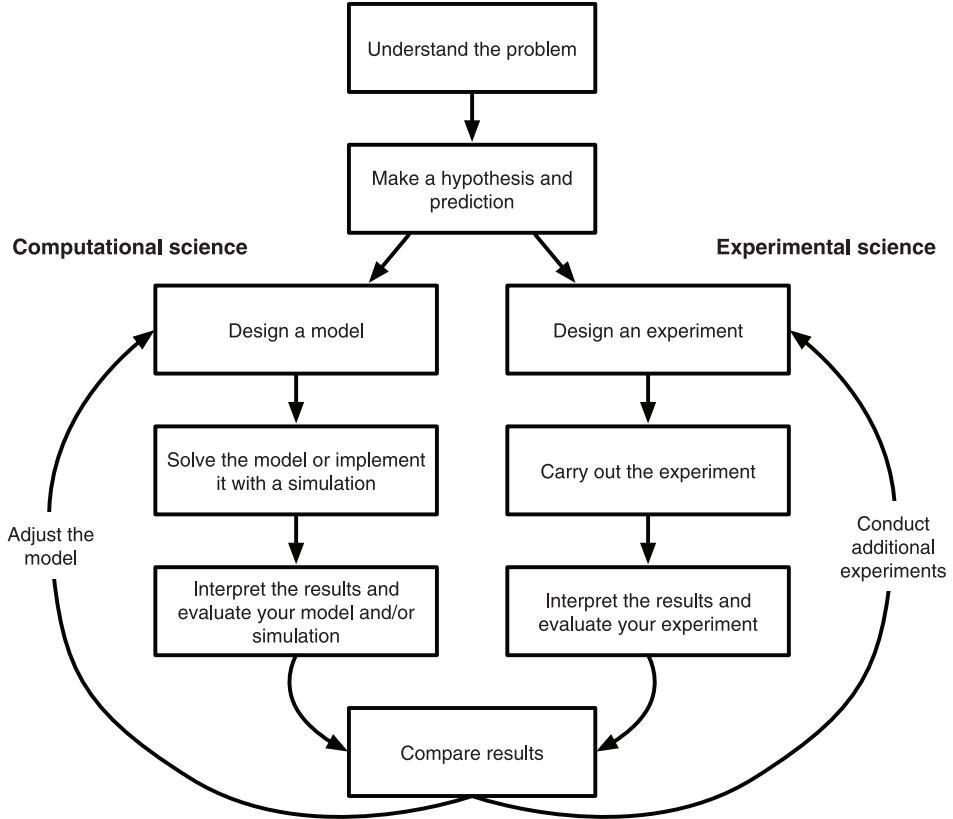 Understand the problem
Make a hypothesis and
prediction
Computational science
Experimental science
Design a model
Design an experiment
Solve the model or implement
it with a simulation
Carry out the experiment
Adjust the
model
Conduct
additional
experiments
Interpret the results and
evaluate your model and/or
simulation
Interpret the results and
evaluate your experiment
Compare results